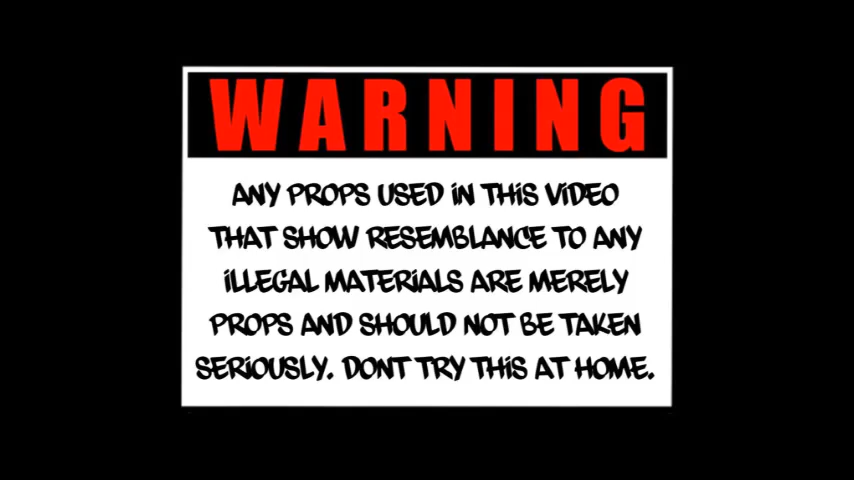 WARNING
ANY PROPS USED IN THIS VIDEO
THAT SHOW RESEMBLANCE TO ANY
ILLEGAL MATERIALS ARE MERELY
PROPS AND SHOULD NOT BE TAKEN
SERIOUSLY. DONT TRY THIS AT HOME.